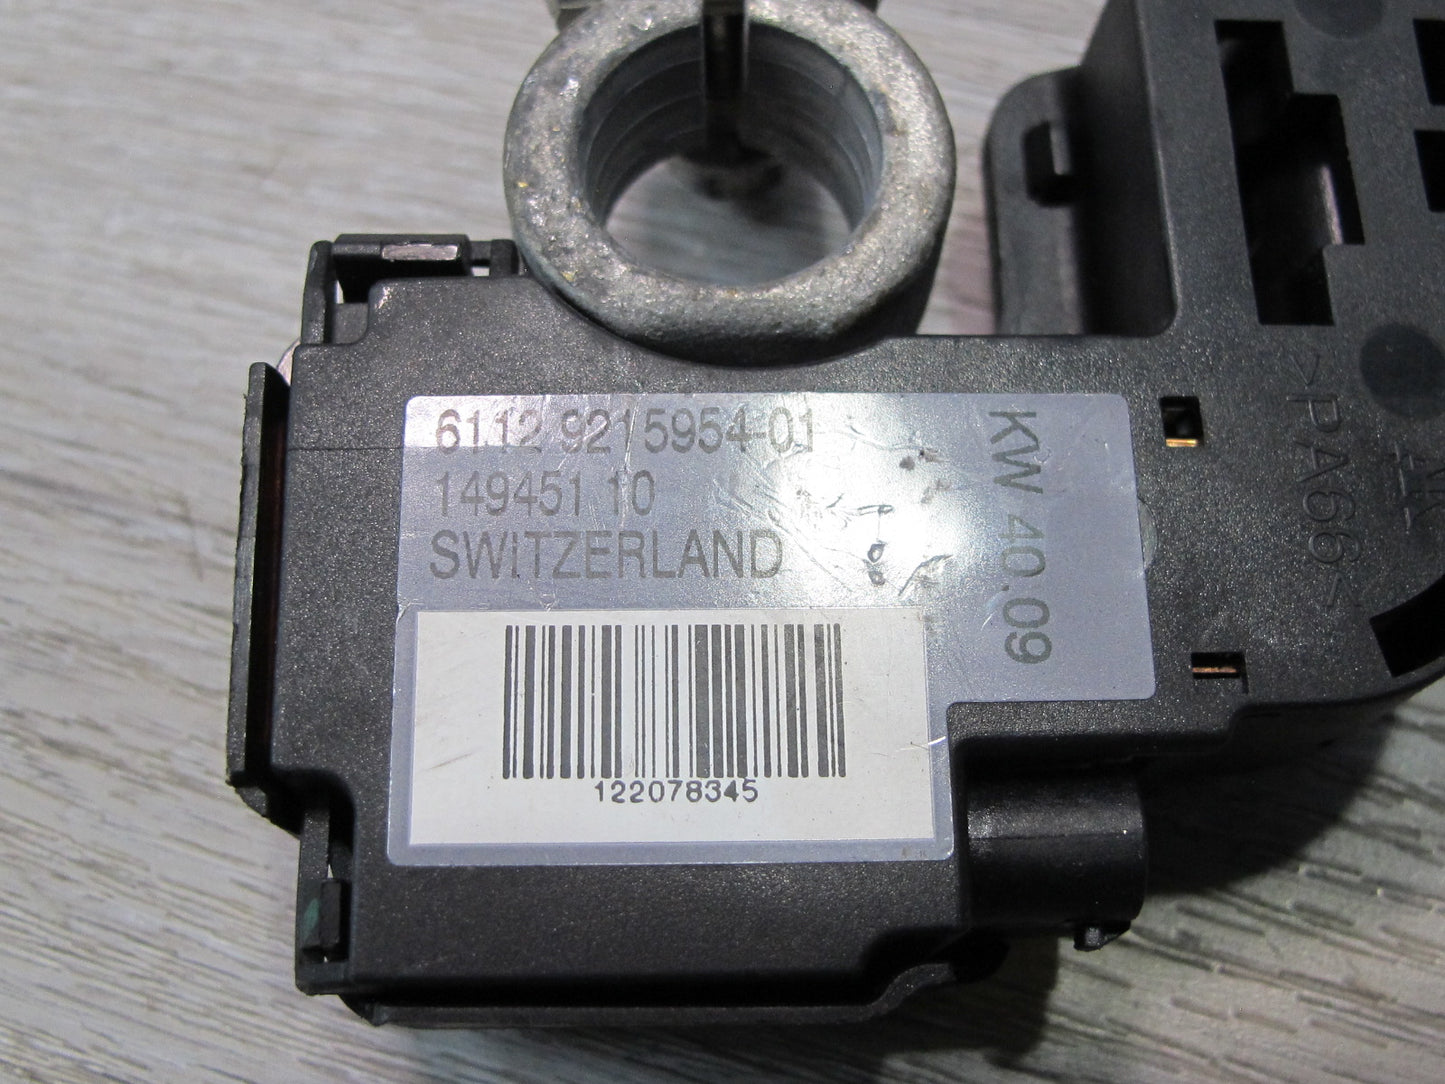 6112 9215954-01
149451 10
SWITZERLAND
KW 40.09
122078345
>PA66<